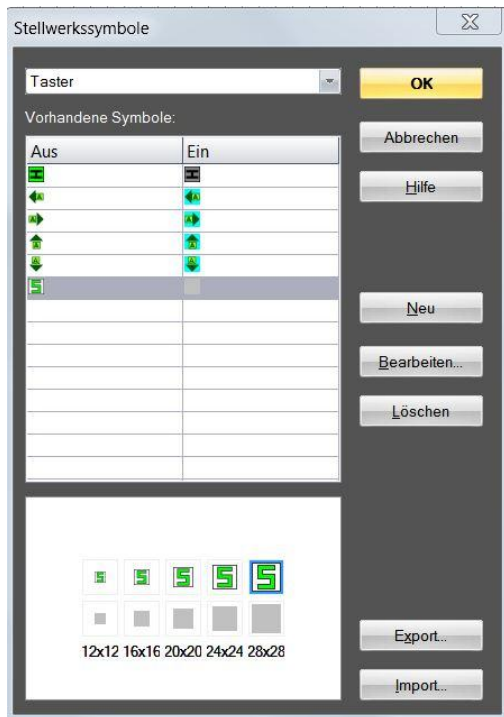 Stellwerkssymbole
Taster
OK
Vorhandene Symbole:
Abbrechen
Aus Ein
Hilfe
A A
A A
A A
A A
S
Neu
Bearbeiten...
Löschen
S S S S S
12x12 16x16 20x20 24x24 28x28
Export...
Import...